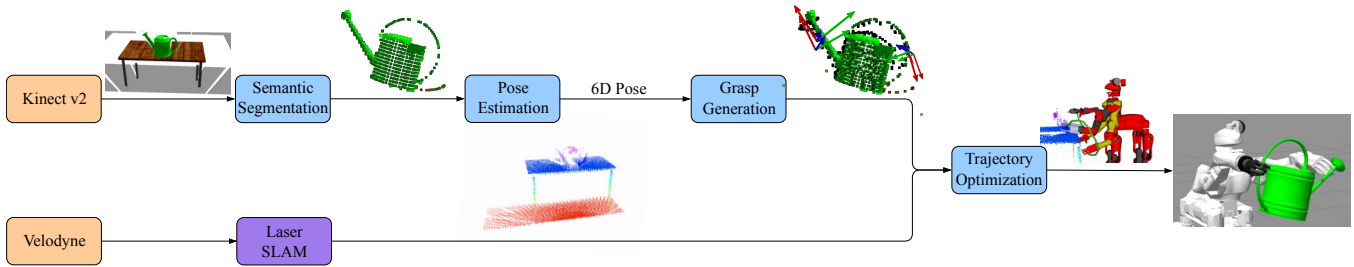 Kinect v2
Semantic
Segmentation
Pose
Estimation
6D Pose
Grasp
Generation
Trajectory
Optimization
Velodyne
Laser
SLAM